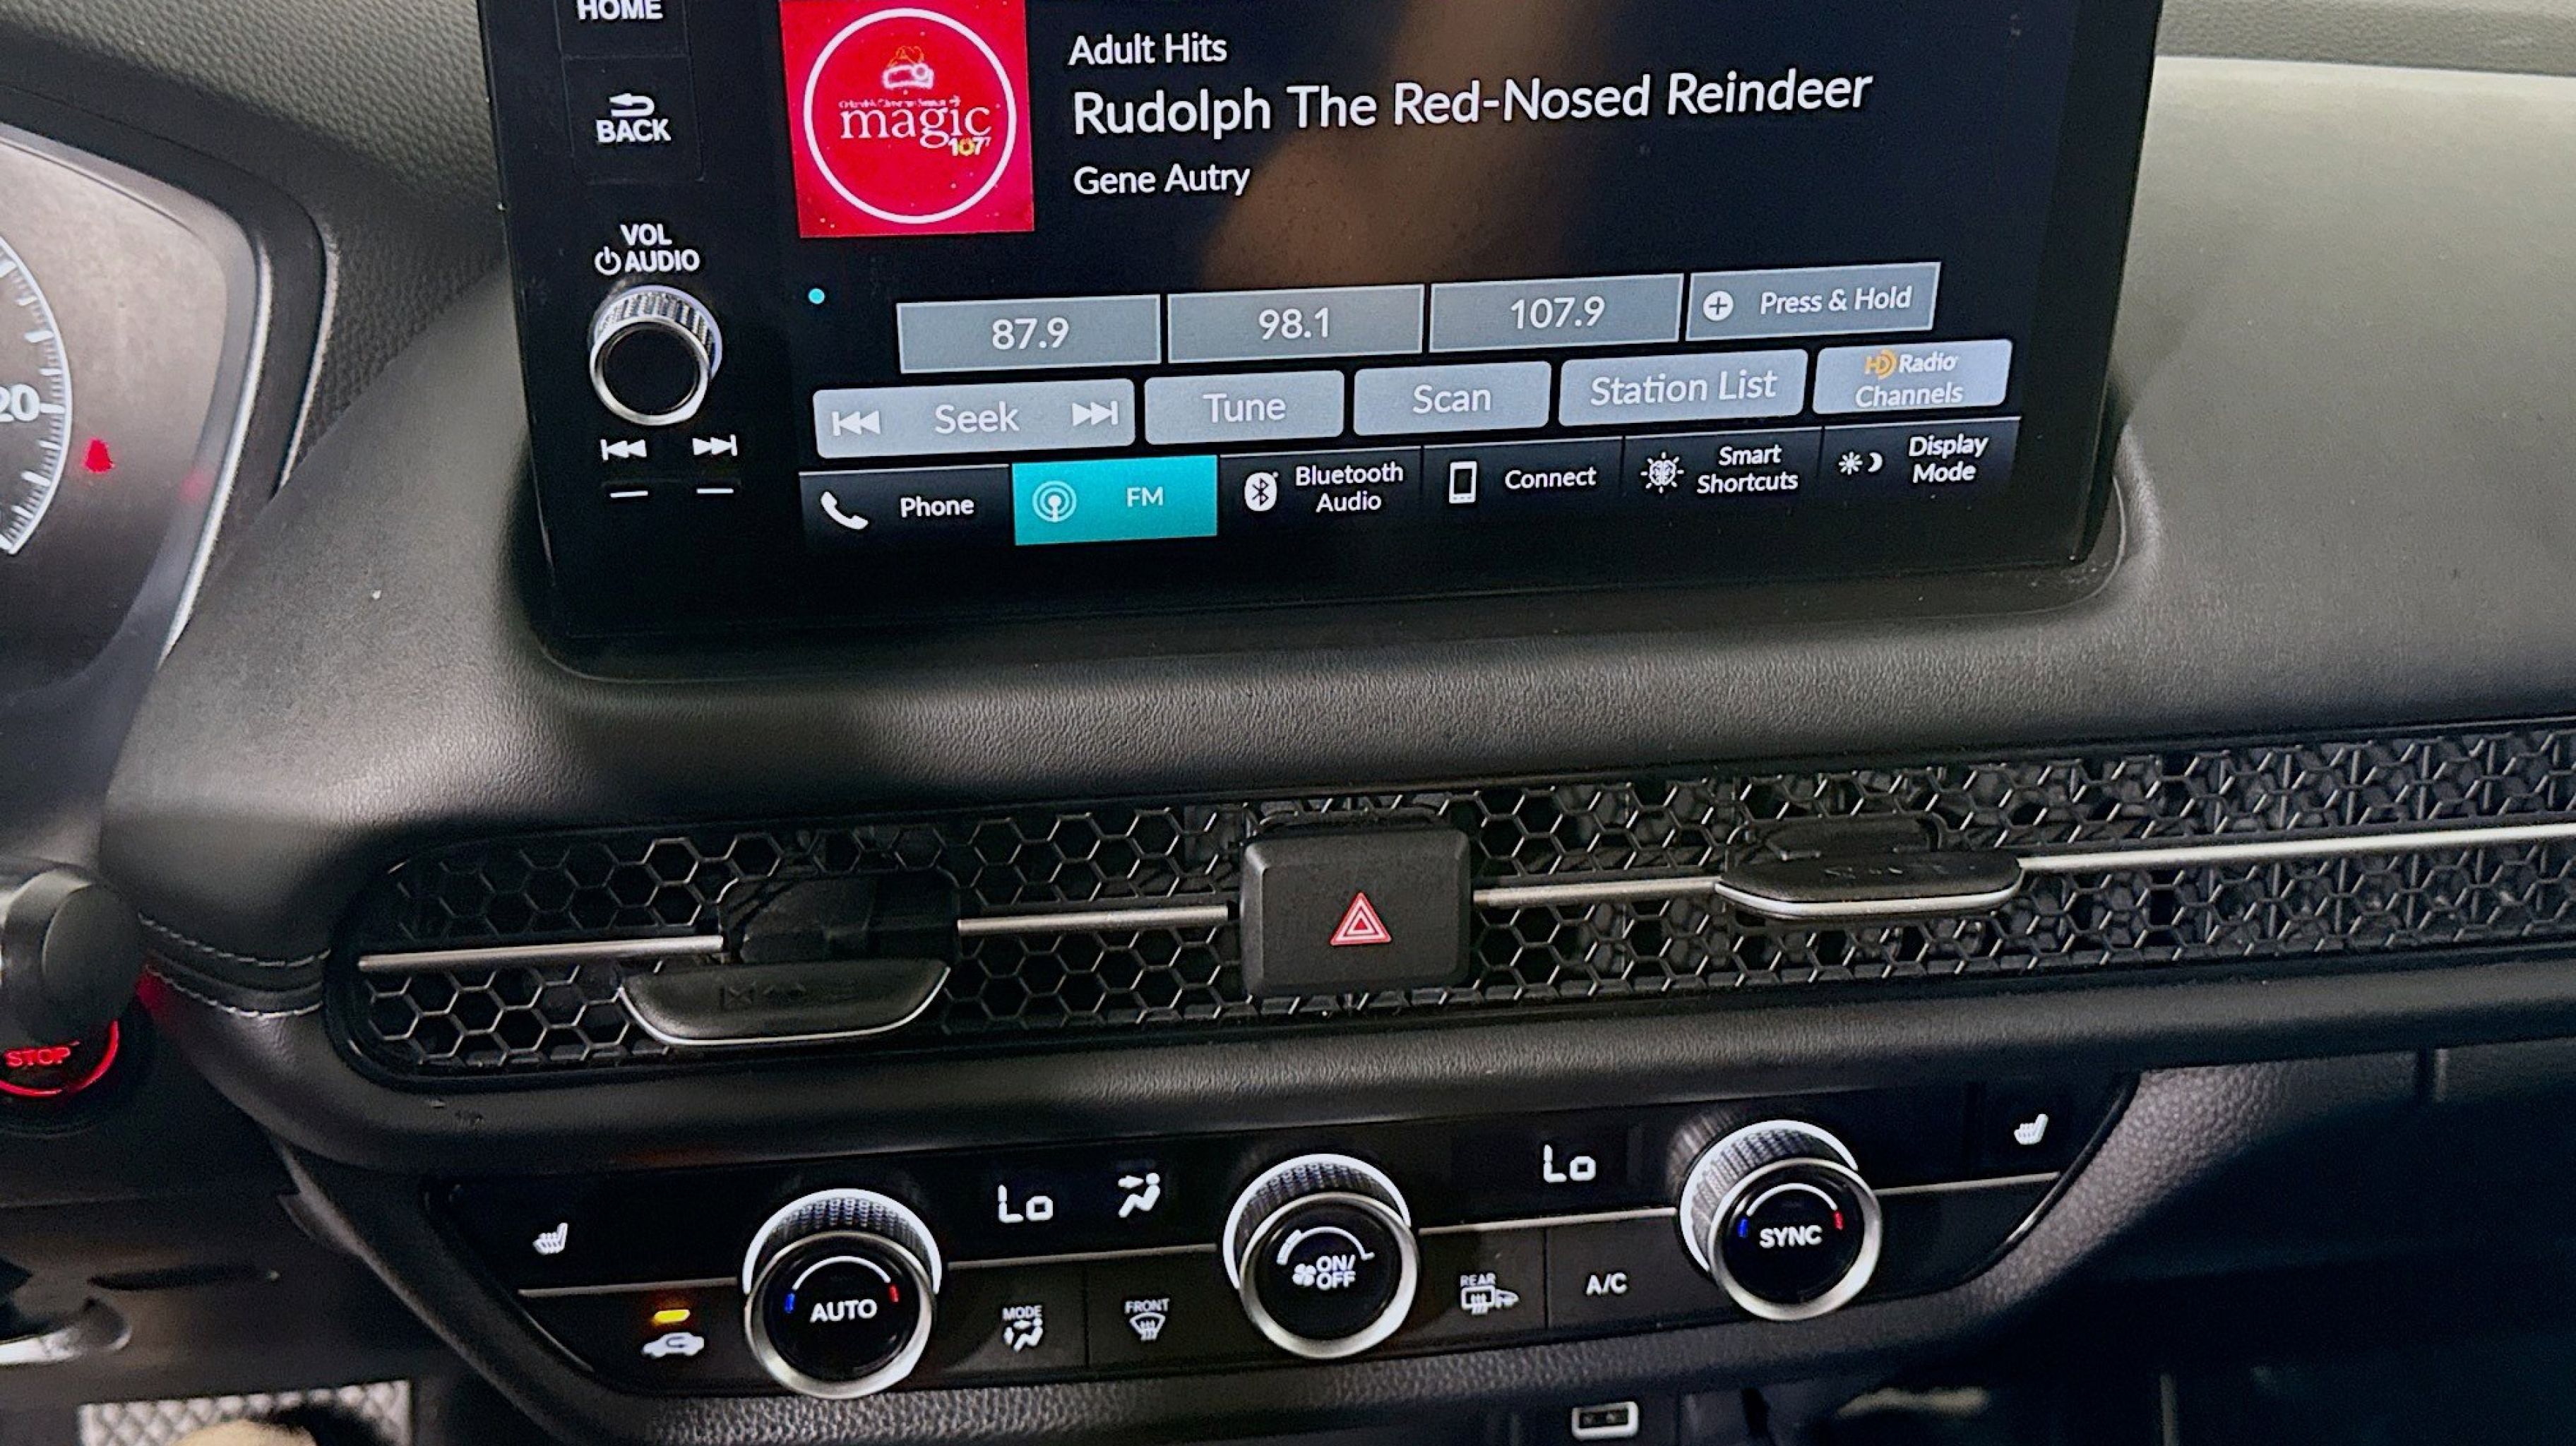 HOME
BACK
VOL
AUDIO
magic
107.7
Adult Hits
Rudolph The Red-Nosed Reindeer
Gene Autry
87.9
98.1
107.9
Press & Hold
Seek
Tune
Scan
Station List
HD Radio
Channels
Phone
FM
Bluetooth
Audio
Connect
Smart
Shortcuts
Display
Mode
20
STOP
Lo
Lo
AUTO
MODE
FRONT
ON/
OFF
REAR
A/C
SYNC